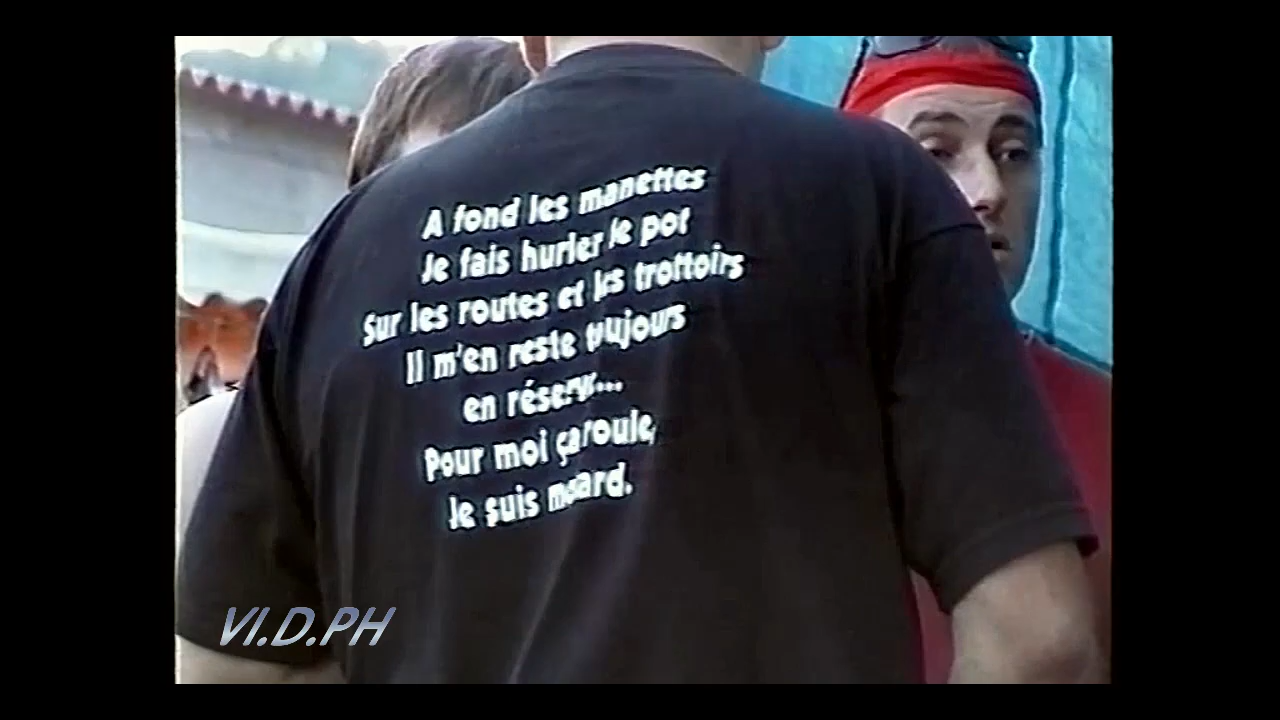 A fond les manettes
Je fais hurler le pot
Sur les routes et les trottoirs
Il m'en reste toujours
en réserve...
Pour moi ça roule,
Je suis motard.
VI.D.PH